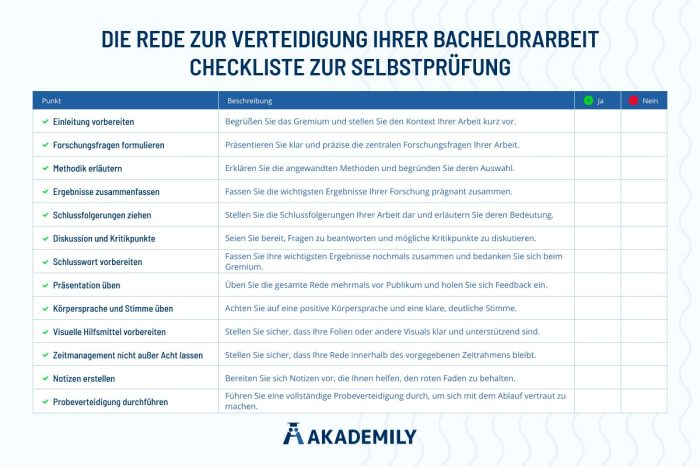 DIE REDE ZUR VERTEIDIGUNG IHRER BACHELORARBEIT
CHECKLISTE ZUR SELBSTPRÜFUNG
Punkt Beschreibung Ja Nein
Einleitung vorbereiten Begrüßen Sie das Gremium und stellen Sie den Kontext Ihrer Arbeit kurz vor.
Forschungsfragen formulieren Präsentieren Sie klar und präzise die zentralen Forschungsfragen Ihrer Arbeit.
Methodik erläutern Erklären Sie die angewandten Methoden und begründen Sie deren Auswahl.
Ergebnisse zusammenfassen Fassen Sie die wichtigsten Ergebnisse Ihrer Forschung prägnant zusammen.
Schlussfolgerungen ziehen Stellen Sie die Schlussfolgerungen Ihrer Arbeit dar und erläutern Sie deren Bedeutung.
Diskussion und Kritikpunkte Seien Sie bereit, Fragen zu beantworten und mögliche Kritikpunkte zu diskutieren.
Schlusswort vorbereiten Fassen Sie Ihre wichtigsten Ergebnisse nochmals zusammen und bedanken Sie sich beim
Gremium.
Präsentation üben Üben Sie die gesamte Rede mehrmals vor Publikum und holen Sie sich Feedback ein.
Körpersprache und Stimme üben Achten Sie auf eine positive Körpersprache und eine klare, deutliche Stimme.
Visuelle Hilfsmittel vorbereiten Stellen Sie sicher, dass Ihre Folien oder andere Visuals klar und unterstützend sind.
Zeitmanagement nicht außer Acht lassen Stellen Sie sicher, dass Ihre Rede innerhalb des vorgegebenen Zeitrahmens bleibt.
Notizen erstellen Bereiten Sie sich Notizen vor, die Ihnen helfen, den roten Faden zu behalten.
Probeverteidigung durchführen Führen Sie eine vollständige Probeverteidigung durch, um sich mit dem Ablauf vertraut zu
machen.
AKADEMILY